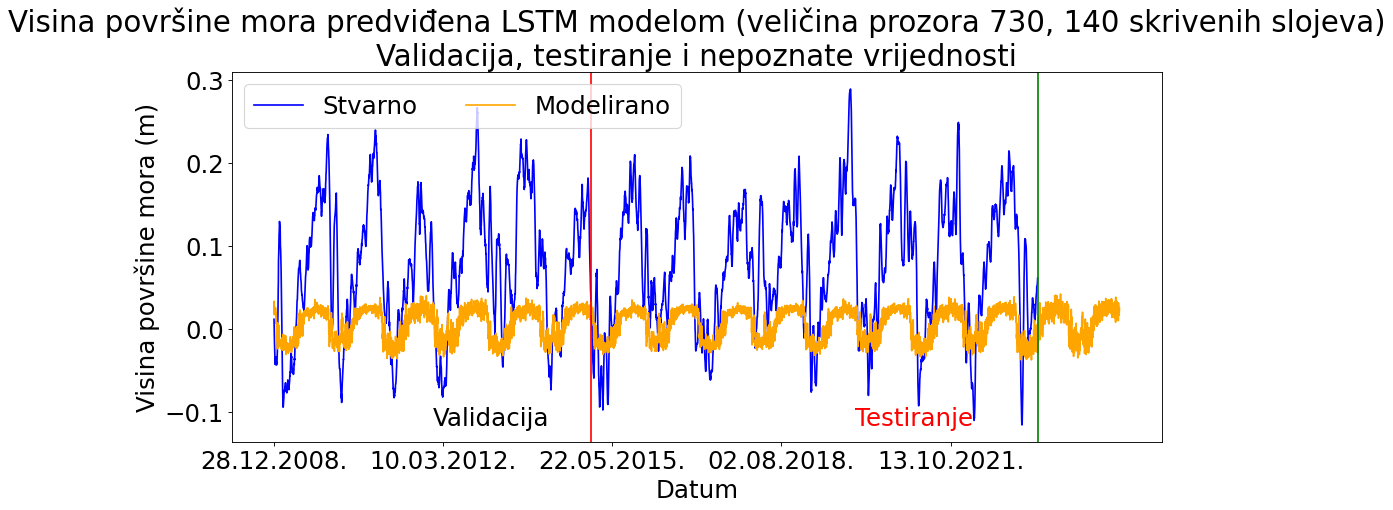 Visina površine mora predviđena LSTM modelom (veličina prozora 730, 140 skrivenih slojeva)
Validacija, testiranje i nepoznate vrijednosti
Stvarno Modelirano
Visina površine mora (m)
0.3
0.2
0.1
0.0
−0.1
Validacija
Testiranje
28.12.2008. 10.03.2012. 22.05.2015. 02.08.2018. 13.10.2021.
Datum